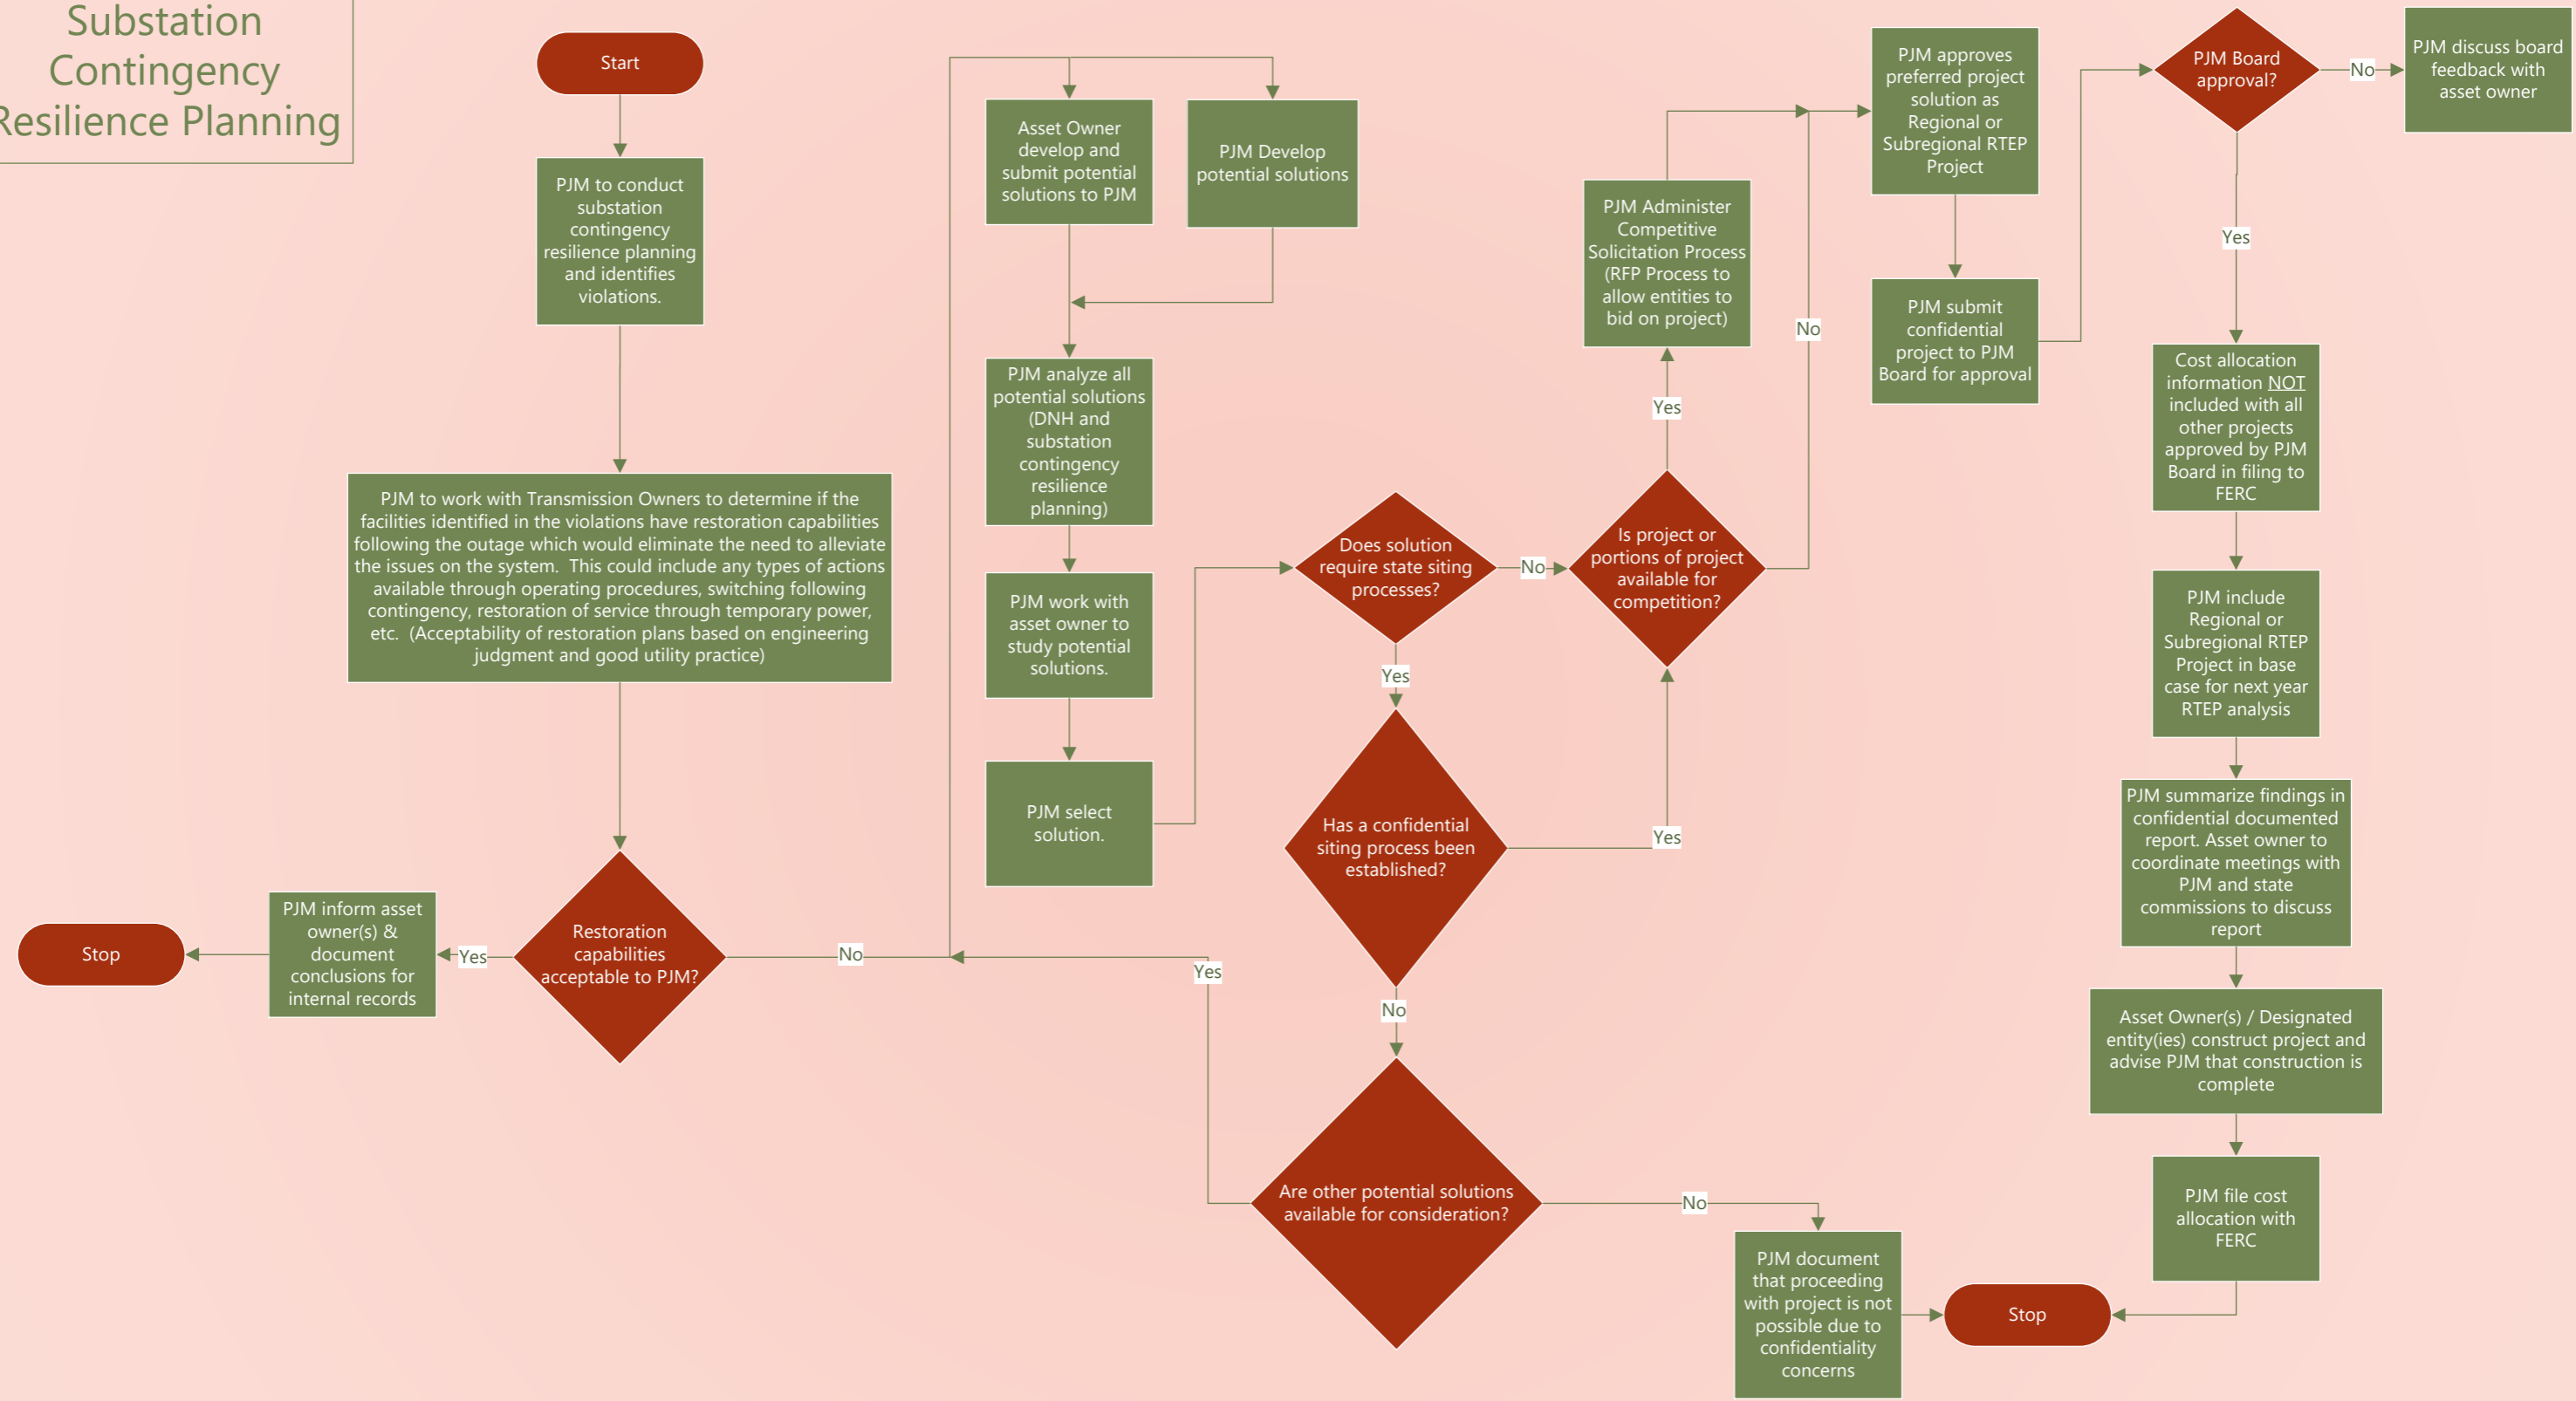 Substation
Contingency
Resilience Planning
Start
PJM to conduct
substation
contingency
resilience planning
and identifies
violations.
PJM to work with Transmission Owners to determine if the
facilities identified in the violations have restoration capabilities
following the outage which would eliminate the need to alleviate
the issues on the system. This could include any types of actions
available through operating procedures, switching following
contingency, restoration of service through temporary power,
etc. (Acceptability of restoration plans based on engineering
judgment and good utility practice)
Restoration
capabilities
acceptable to PJM?
Yes
PJM inform asset
owner(s) &
document
conclusions for
internal records
Stop
No
Asset Owner
develop and
submit potential
solutions to PJM
PJM Develop
potential solutions
PJM analyze all
potential solutions
(DNH and
substation
contingency
resilience
planning)
PJM work with
asset owner to
study potential
solutions.
PJM select
solution.
Does solution
require state siting
processes?
No
Yes
Has a confidential
siting process been
established?
Yes
No
Are other potential solutions
available for consideration?
Yes
No
PJM document
that proceeding
with project is not
possible due to
confidentiality
concerns
Stop
Is project or
portions of project
available for
competition?
Yes
No
PJM Administer
Competitive
Solicitation Process
(RFP Process to
allow entities to
bid on project)
PJM approves
preferred project
solution as
Regional or
Subregional RTEP
Project
PJM submit
confidential
project to PJM
Board for approval
PJM Board
approval?
No
PJM discuss board
feedback with
asset owner
Yes
Cost allocation
information NOT
included with all
other projects
approved by PJM
Board in filing to
FERC
PJM include
Regional or
Subregional RTEP
Project in base
case for next year
RTEP analysis
PJM summarize findings in
confidential documented
report. Asset owner to
coordinate meetings with
PJM and state
commissions to discuss
report
Asset Owner(s) / Designated
entity(ies) construct project and
advise PJM that construction is
complete
PJM file cost
allocation with
FERC